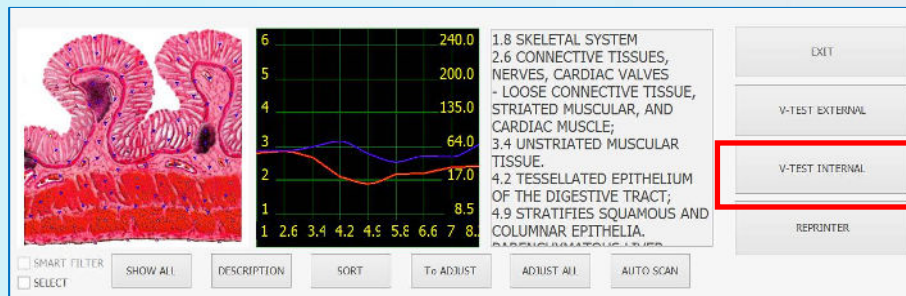 6 240.0
5 200.0
4 135.0
3 64.0
2 17.0
1 8.5
1 2.6 3.4 4.2 4.9 5.8 6.6 7 8.
1.8 SKELETAL SYSTEM
2.6 CONNECTIVE TISSUES,
NERVES, CARDIAC VALVES
- LOOSE CONNECTIVE TISSUE,
STRIATED MUSCULAR, AND
CARDIAC MUSCLE;
3.4 UNSTRIATED MUSCULAR
TISSUE.
4.2 TESSELLATED EPITHELIUM
OF THE DIGESTIVE TRACT;
4.9 STRATIFIES SQUAMOUS AND
COLUMNAR EPITHELIA.
PARENCHYMATOUS LIVER
EXIT
V-TEST EXTERNAL
V-TEST INTERNAL
REPRINTER
SMART FILTER
SELECT
SHOW ALL
DESCRIPTION
SORT
To ADJUST
ADJUST ALL
AUTO SCAN